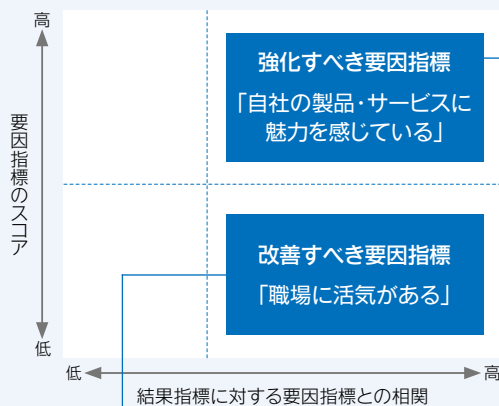 高
要因指標のスコア
低
強化すべき要因指標
「自社の製品・サービスに
魅力を感じている」
改善すべき要因指標
「職場に活気がある」
低
高
結果指標に対する要因指標との相関